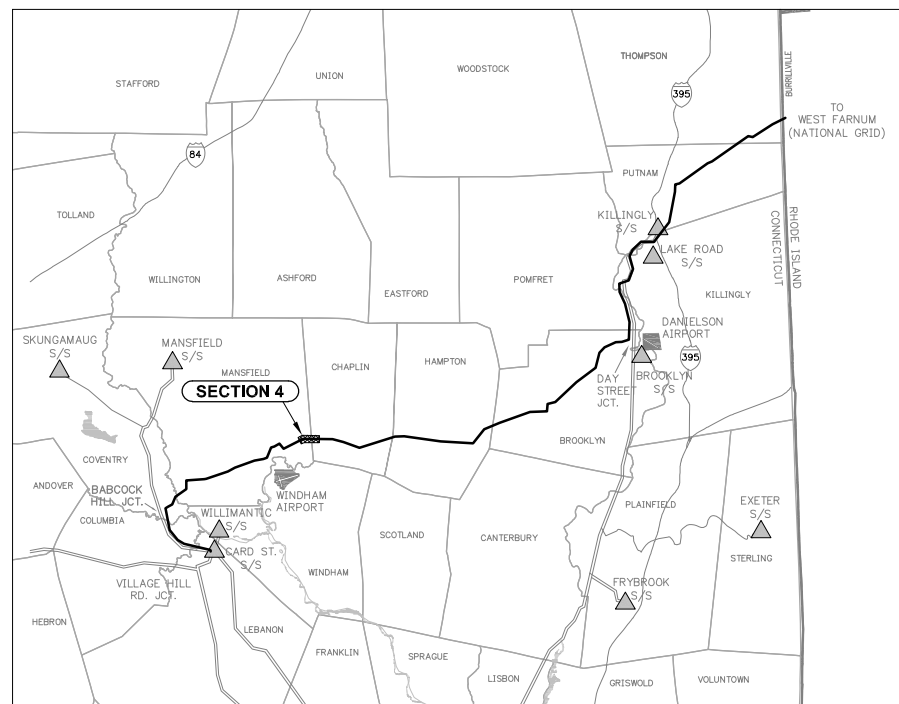 THOMPSON
BURRILLVILLE
WOODSTOCK
UNION
STAFFORD
395
TO
WEST FARNUM
(NATIONAL GRID)
84
PUTNAM
TOLLAND
KILLINGLY
S/S
RHODE ISLAND
CONNECTICUT
LAKE ROAD
S/S
WILLINGTON
ASHFORD
EASTFORD
POMFRET
KILLINGLY
DANIELSON
AIRPORT
SKUNGAMAUG
S/S
MANSFIELD
S/S
MANSFIELD
CHAPLIN
HAMPTON
395
BROOKLYN
S/S
DAY
STREET
JCT.
SECTION 4
BROOKLYN
COVENTRY
ANDOVER
BABCOCK
HILL JCT.
COLUMBIA
WINDHAM
AIRPORT
WILLIMANTIC
S/S
PLAINFIELD
EXETER
S/S
SCOTLAND
CANTERBURY
CARD ST.
S/S
STERLING
WINDHAM
VILLAGE HILL
RD. JCT.
FRYBROOK
S/S
HEBRON
LEBANON
FRANKLIN
SPRAGUE
LISBON
GRISWOLD
VOLUNTOWN